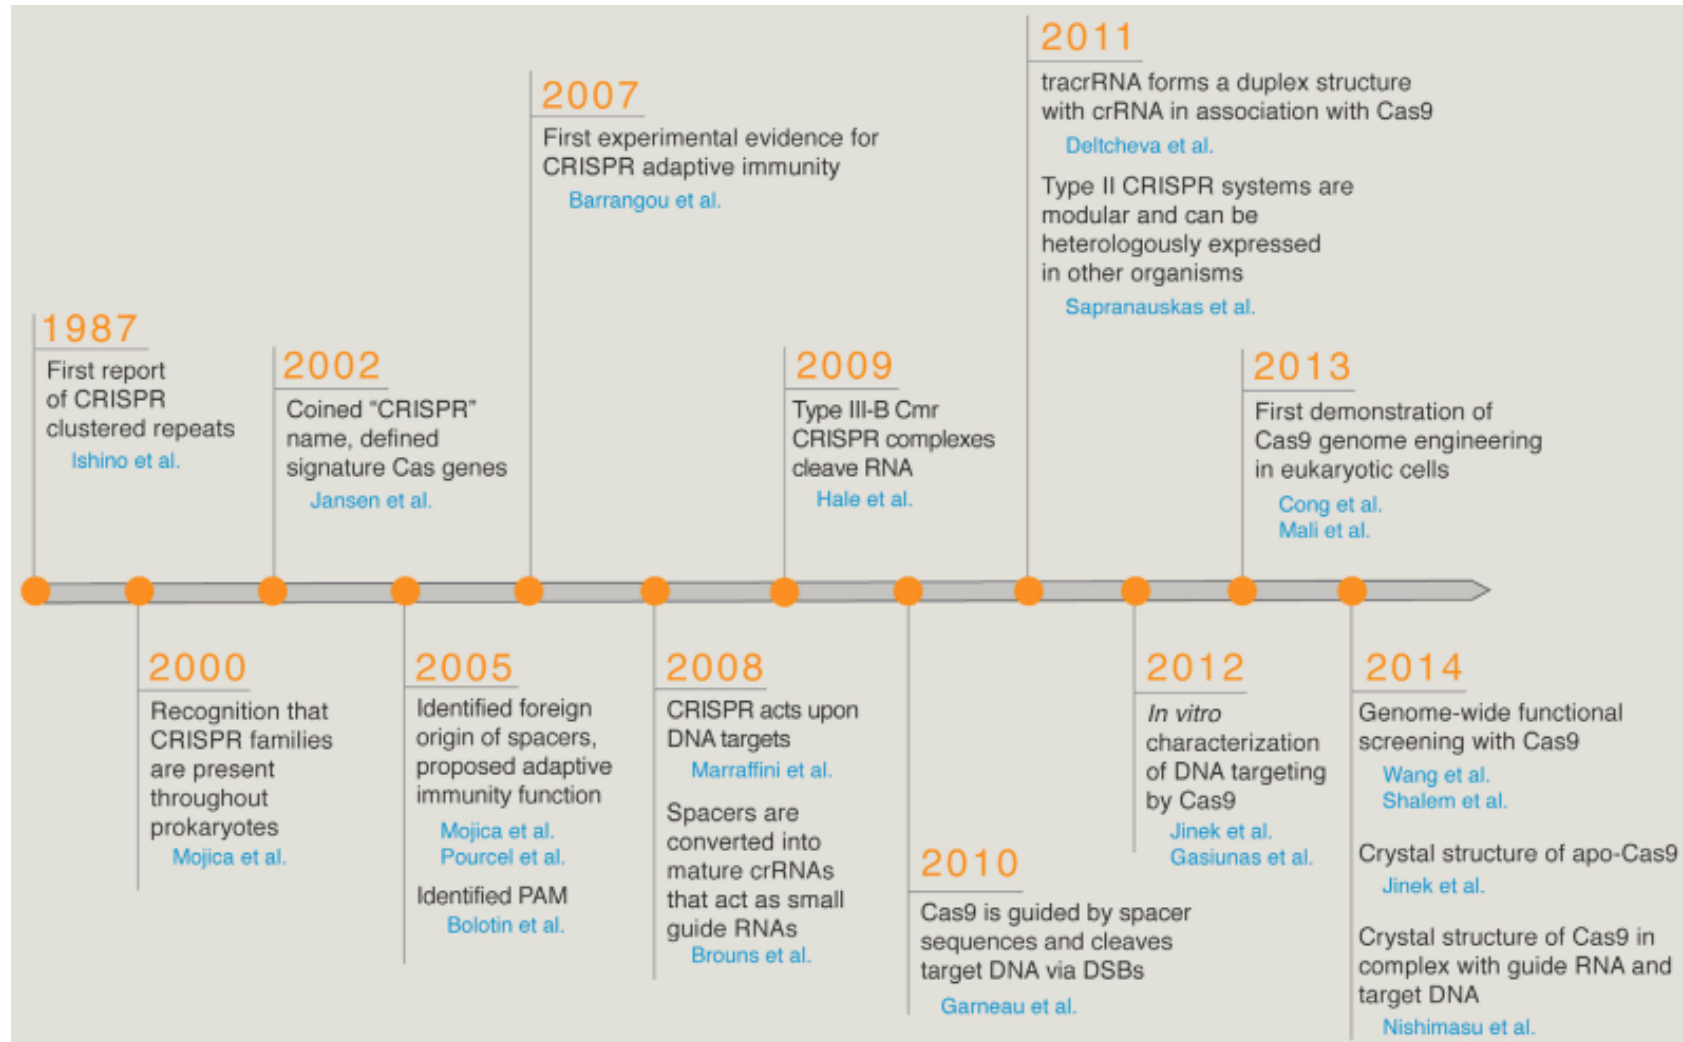 1987
First report
of CRISPR
clustered repeats
Ishino et al.
2000
Recognition that
CRISPR families
are present
throughout
prokaryotes
Mojica et al.
2002
Coined “CRISPR”
name, defined
signature Cas genes
Jansen et al.
2005
Identified foreign
origin of spacers,
proposed adaptive
immunity function
Mojica et al.
Pourcel et al.
Identified PAM
Bolotin et al.
2007
First experimental evidence for
CRISPR adaptive immunity
Barrangou et al.
2008
CRISPR acts upon
DNA targets
Marraffini et al.
Spacers are
converted into
mature crRNAs
that act as small
guide RNAs
Brouns et al.
2009
Type III-B Cmr
CRISPR complexes
cleave RNA
Hale et al.
2010
Cas9 is guided by spacer
sequences and cleaves
target DNA via DSBs
Garneau et al.
2011
tracrRNA forms a duplex structure
with crRNA in association with Cas9
Deltcheva et al.
Type II CRISPR systems are
modular and can be
heterologously expressed
in other organisms
Sapranauskas et al.
2012
In vitro
characterization
of DNA targeting
by Cas9
Jinek et al.
Gasiunas et al.
2013
First demonstration of
Cas9 genome engineering
in eukaryotic cells
Cong et al.
Mali et al.
2014
Genome-wide functional
screening with Cas9
Wang et al.
Shalem et al.
Crystal structure of apo-Cas9
Jinek et al.
Crystal structure of Cas9 in
complex with guide RNA and
target DNA
Nishimasu et al.